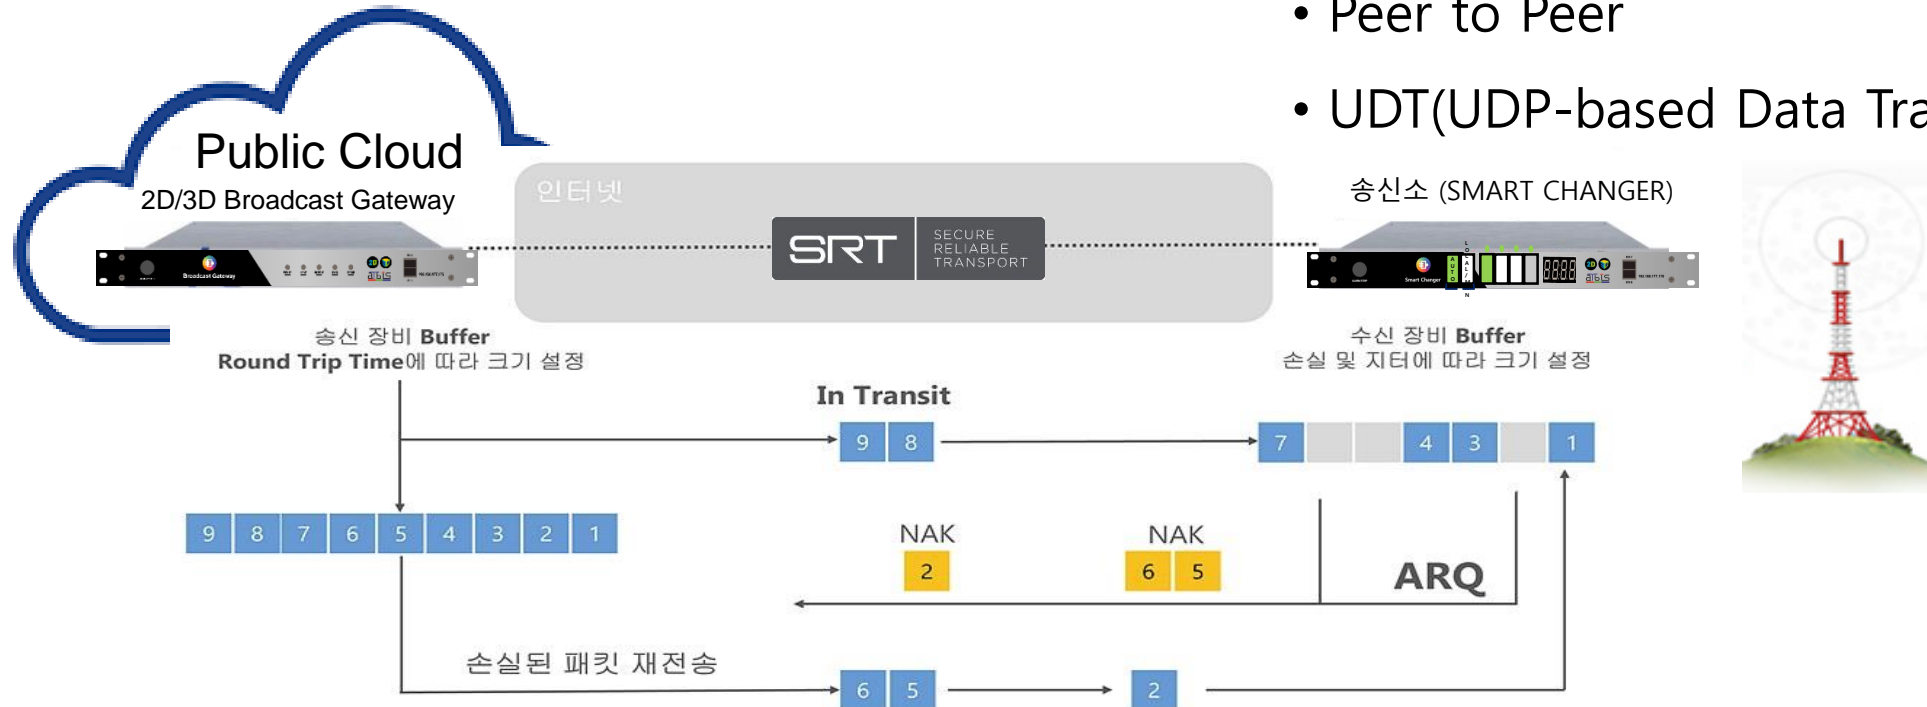 • Peer to Peer
• UDT(UDP-based Data Tra
Public Cloud
2D/3D Broadcast Gateway
인터넷
송신소 (SMART CHANGER)
SRT
SECURE
RELIABLE
TRANSPORT
Broadcast Gateway
Smart Changer
AUTO
송신 장비 Buffer
Round Trip Time에 따라 크기 설정
수신 장비 Buffer
손실 및 지터에 따라 크기 설정
In Transit
9 8
7 4 3 1
9 8 7 6 5 4 3 2 1
NAK
2
NAK
6 5
ARQ
손실된 패킷 재전송
6 5
2